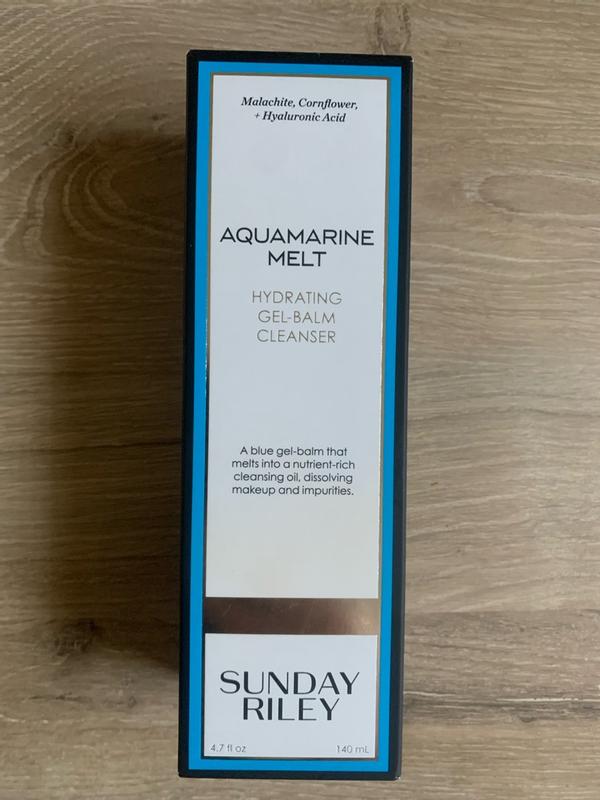 Malachite, Cornflower,
+ Hyaluronic Acid
AQUAMARINE
MELT
HYDRATING
GEL-BALM
CLEANSER
A blue gel-balm that
melts into a nutrient-rich
cleansing oil, dissolving
makeup and impurities.
SUNDAY
RILEY
4.7 fl oz 140 mL